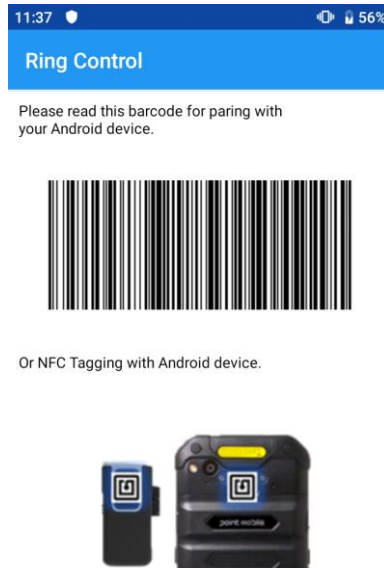 11:37 56%
Ring Control
Please read this barcode for paring with
your Android device.
Or NFC Tagging with Android device.
point mobile